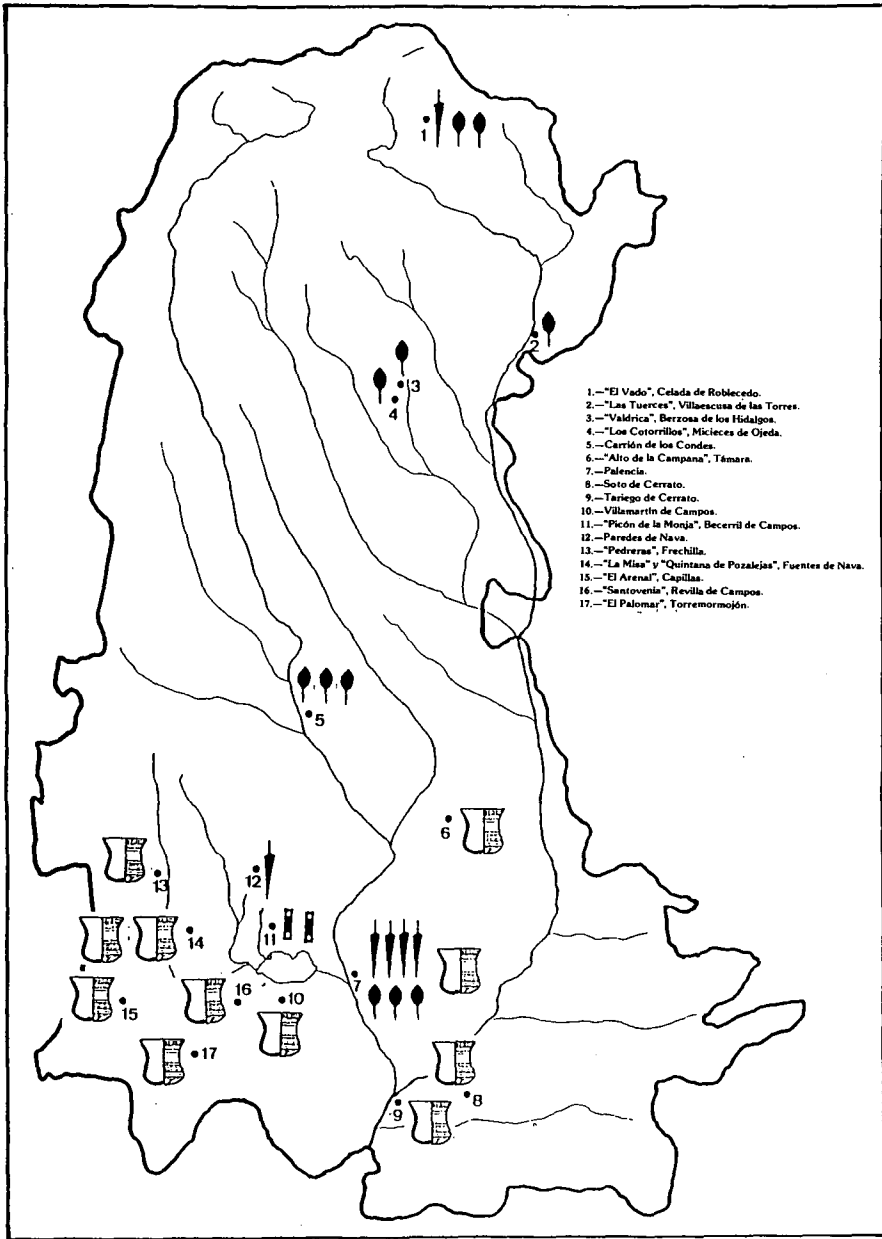 1
2
3
4
5
6
13
12
14
11
7
16
10
15
17
8
9
1.—"El Vado", Celada de Roblecedo.
2.—"Las Tuerces", Villaescusa de las Torres.
3.—"Valdrica", Berzosa de los Hidalgos.
4.—"Los Cotorrillos", Micieces de Ojeda.
5.—Carrión de los Condes.
6.—"Alto de la Campana", Támara.
7.—Palencia.
8.—Soto de Cerrato.
9.—Tariego de Cerrato.
10.—Villamartín de Campos.
11.—"Picón de la Monja", Becerril de Campos.
12.—Paredes de Nava.
13.—"Pedreras", Frechilla.
14.—"La Misa" y "Quintana de Pozalejas", Fuentes de Nava.
15.—"El Arenal", Capillas.
16.—"Santovenia", Revilla de Campos.
17.—"El Palomar", Torremormojón.